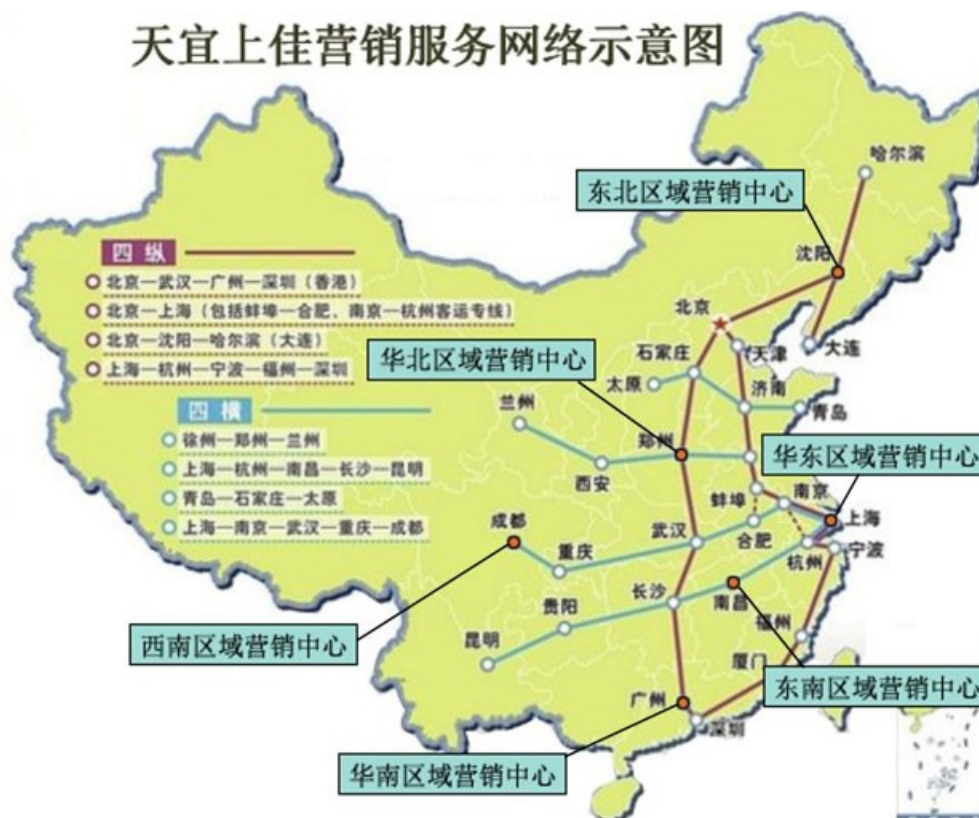 天宜上佳营销服务网络示意图
哈尔滨
东北区域营销中心
沈阳
四纵
北京—武汉—广州—深圳（香港）
北京—上海（包括蚌埠—合肥、南京—杭州客运专线）
北京—沈阳—哈尔滨（大连）
上海—杭州—宁波—福州—深圳
北京
大连
天津
石家庄
华北区域营销中心
太原
济南
青岛
四横
徐州—郑州—兰州
上海—杭州—南昌—长沙—昆明
青岛—石家庄—太原
上海—南京—武汉—重庆—成都
兰州
郑州
西安
华东区域营销中心
蚌埠
南京
上海
成都
武汉
合肥
宁波
重庆
杭州
贵阳
长沙
南昌
福州
西南区域营销中心
昆明
厦门
东南区域营销中心
广州
深圳
华南区域营销中心